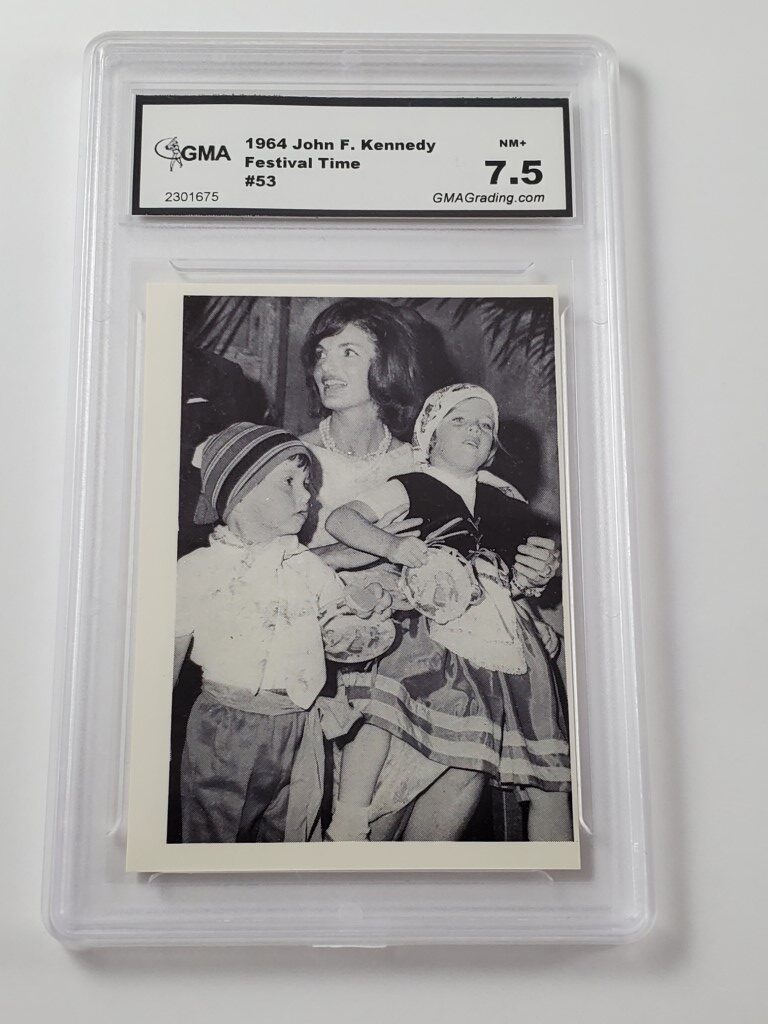 GMA
1964 John F. Kennedy
Festival Time
#53
2301675
NM+
7.5
GMAGrading.com